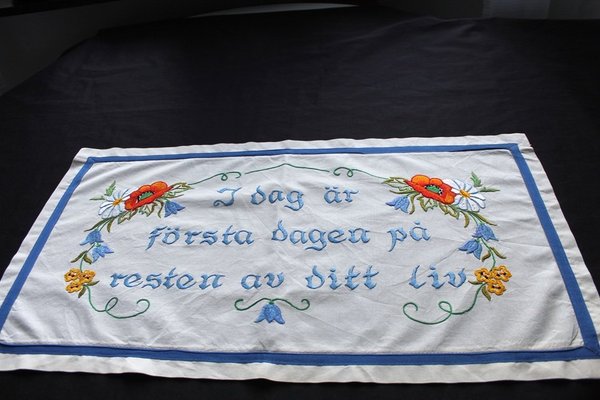 I dag är
första dagen på
resten av ditt liv